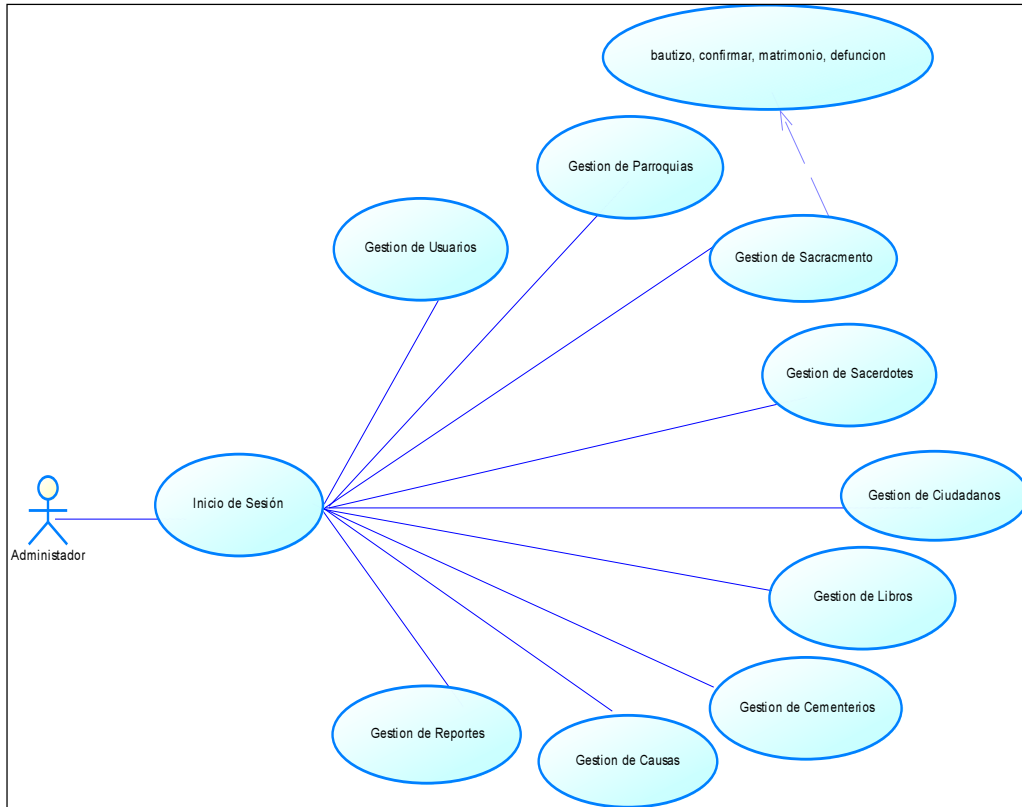 bautizo, confirmar, matrimonio, defuncion
Gestion de Parroquias
Gestion de Usuarios
Gestion de Sacracmento
Gestion de Sacerdotes
Inicio de Sesión
Gestion de Ciudadanos
Administador
Gestion de Libros
Gestion de Cementerios
Gestion de Reportes
Gestion de Causas